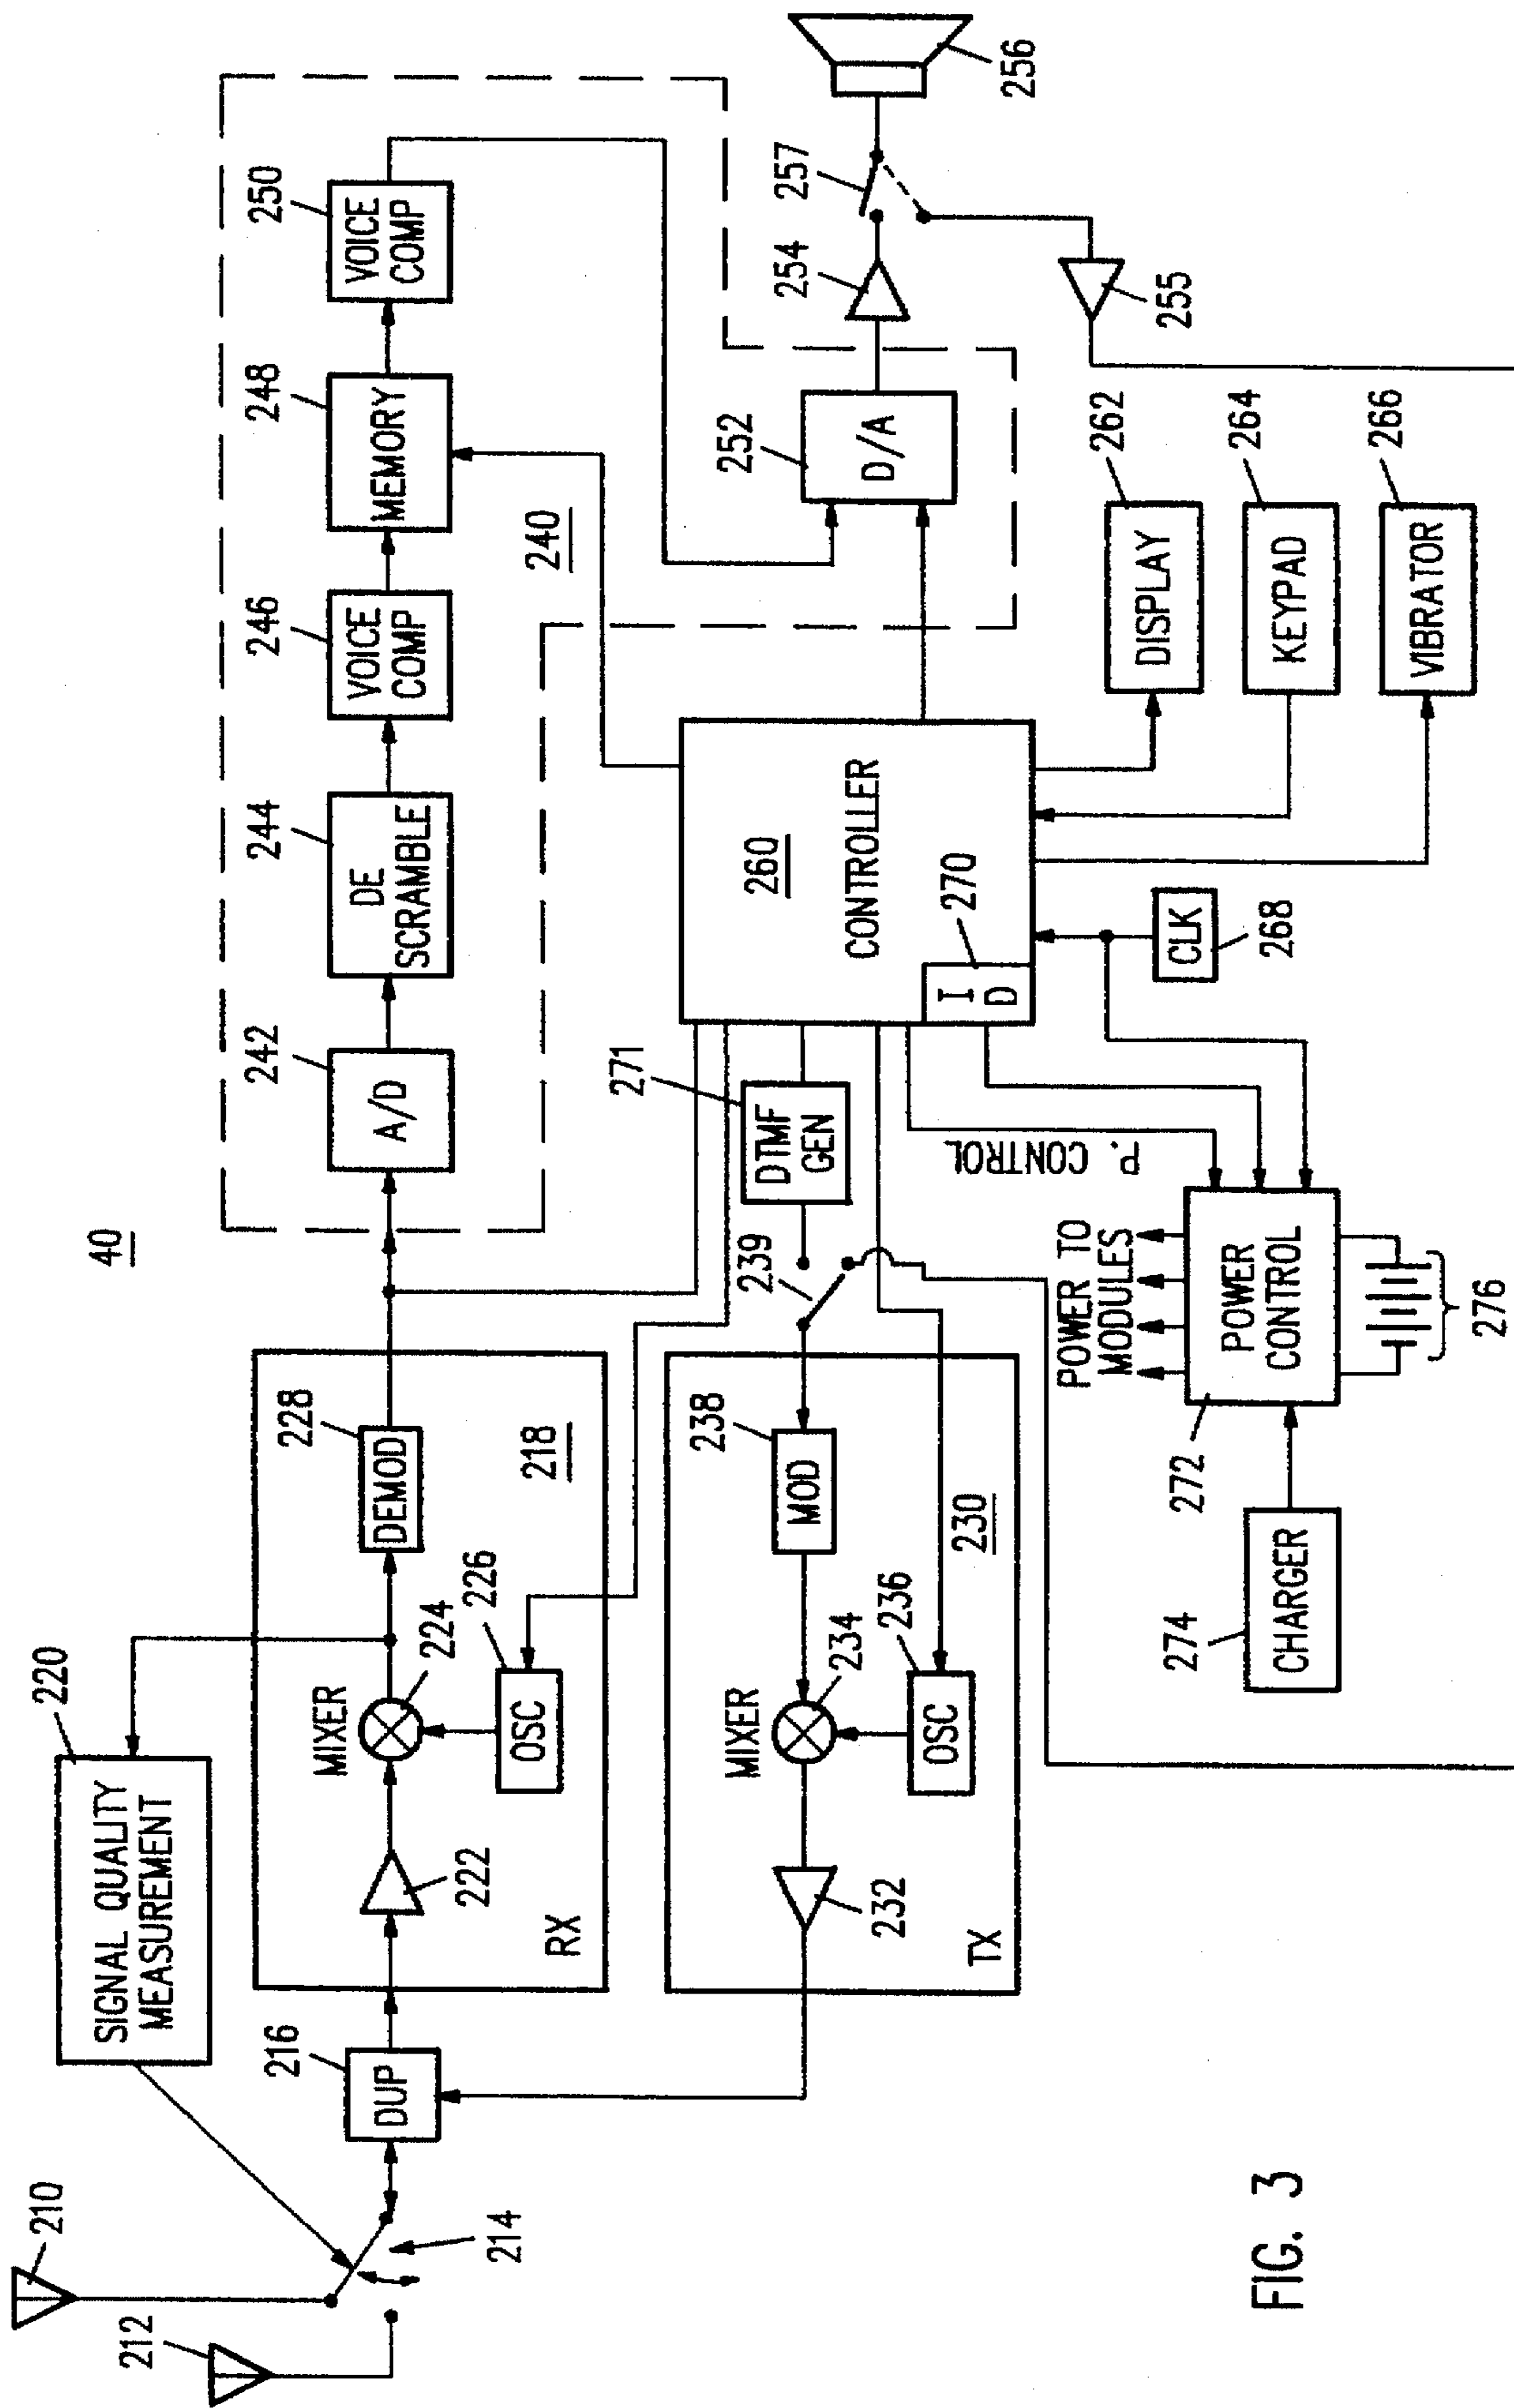 40
210
212
214
DUP
216
SIGNAL QUALITY
MEASUREMENT
220
RX
218
222
MIXER
224
OSC
226
DEMOD
228
TX
230
232
MIXER
234
OSC
236
MOD
238
239
240
A/D
242
DE
SCRAMBLE
244
VOICE
COMP
246
MEMORY
248
VOICE
COMP
250
D/A
252
254
257
256
255
260
CONTROLLER
I
D
270
DTMF
GEN
271
DISPLAY
262
KEYPAD
264
VIBRATOR
266
CLK
268
P. CONTROL
POWER TO
MODULES
POWER
CONTROL
272
CHARGER
274
276
FIG. 3